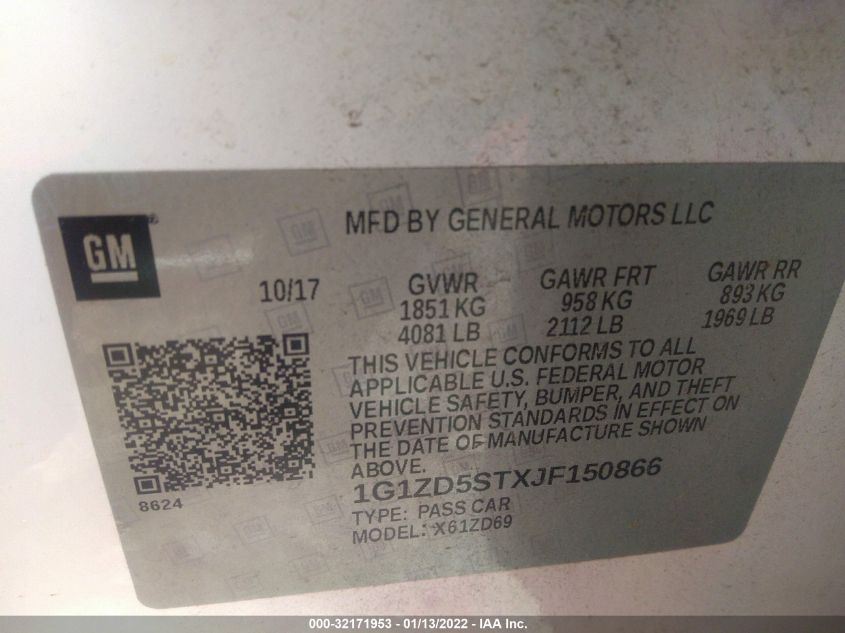 GM®
MFD BY GENERAL MOTORS LLC
10/17
GVWR
1851 KG
4081 LB
GAWR FRT
958 KG
2112 LB
GAWR RR
893 KG
1969 LB
THIS VEHICLE CONFORMS TO ALL
APPLICABLE U.S. FEDERAL MOTOR
VEHICLE SAFETY, BUMPER, AND THEFT
PREVENTION STANDARDS IN EFFECT ON
THE DATE OF MANUFACTURE SHOWN
ABOVE.
8624
1G1ZD5STXJF150866
TYPE: PASS CAR
MODEL: X61ZD69
000-32171953 - 01/13/2022 - IAA Inc.